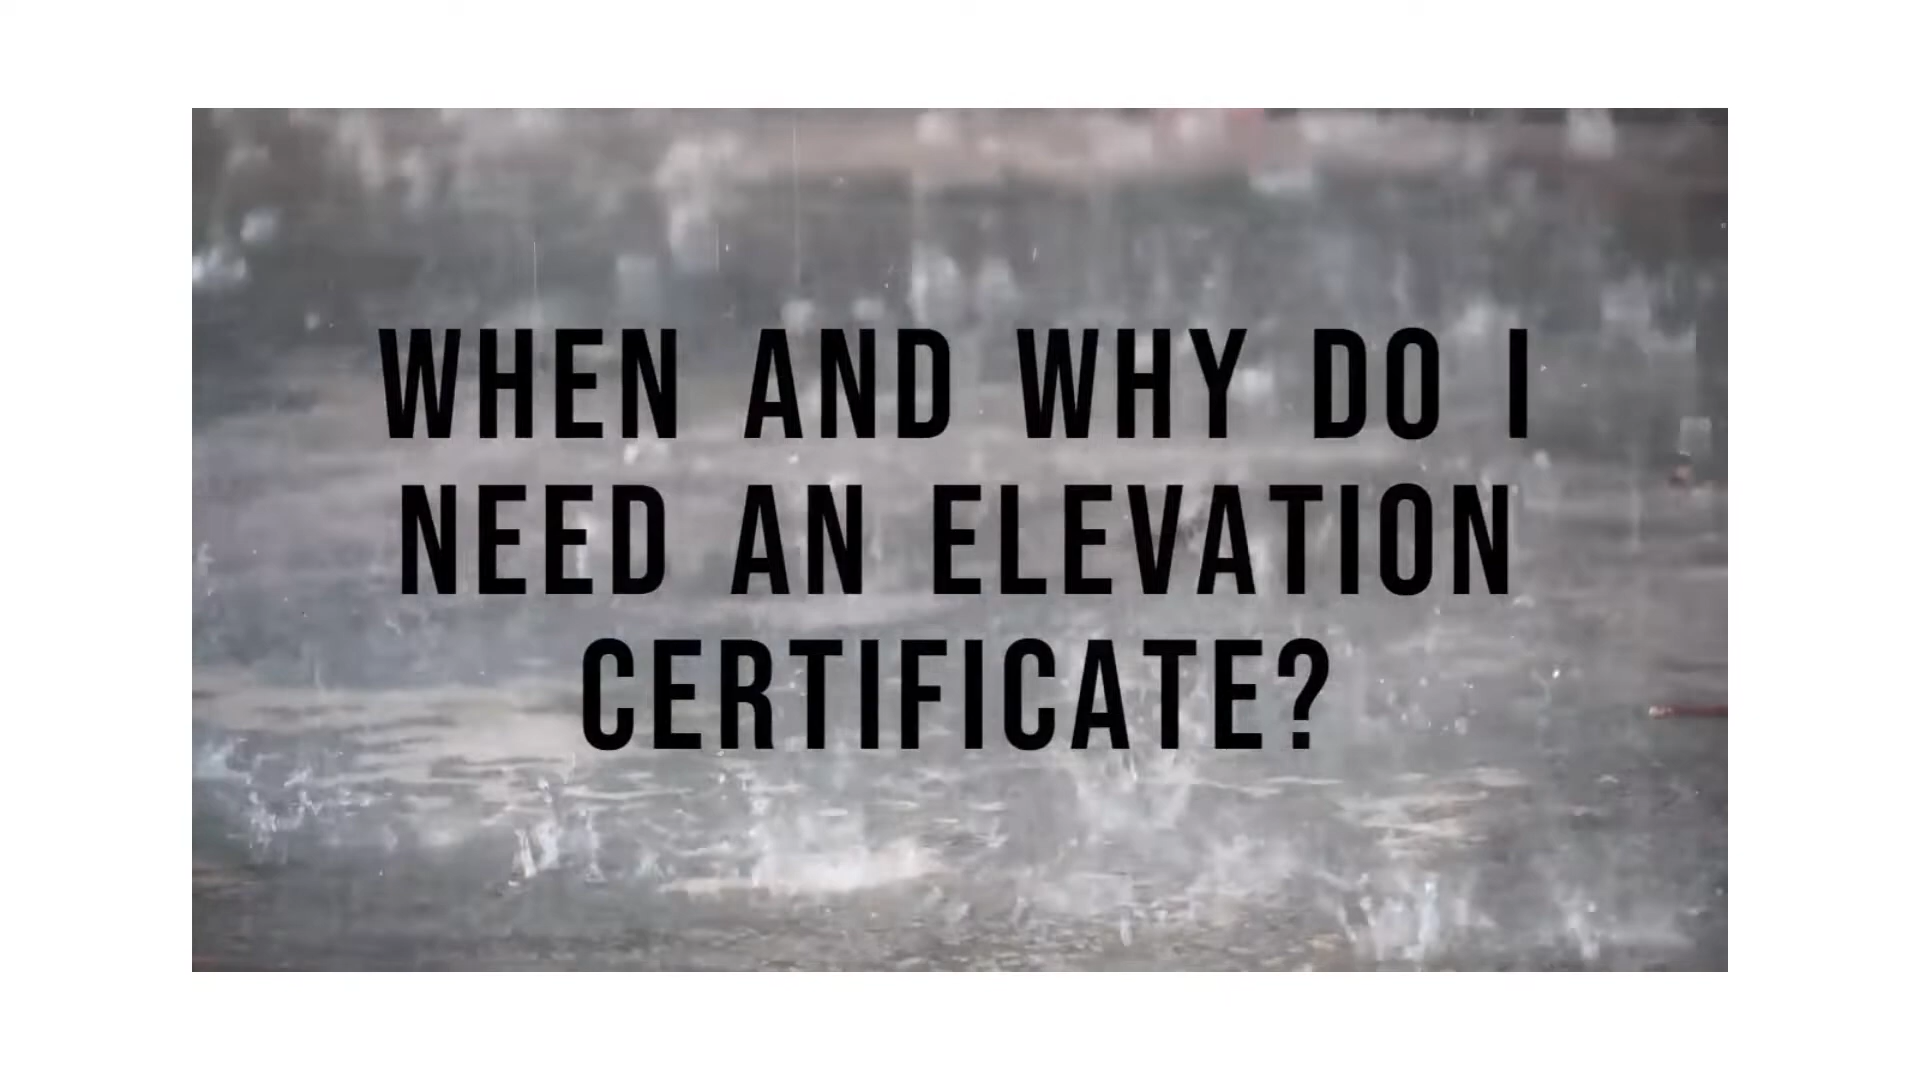 WHEN AND WHY DO I
NEED AN ELEVATION
CERTIFICATE?